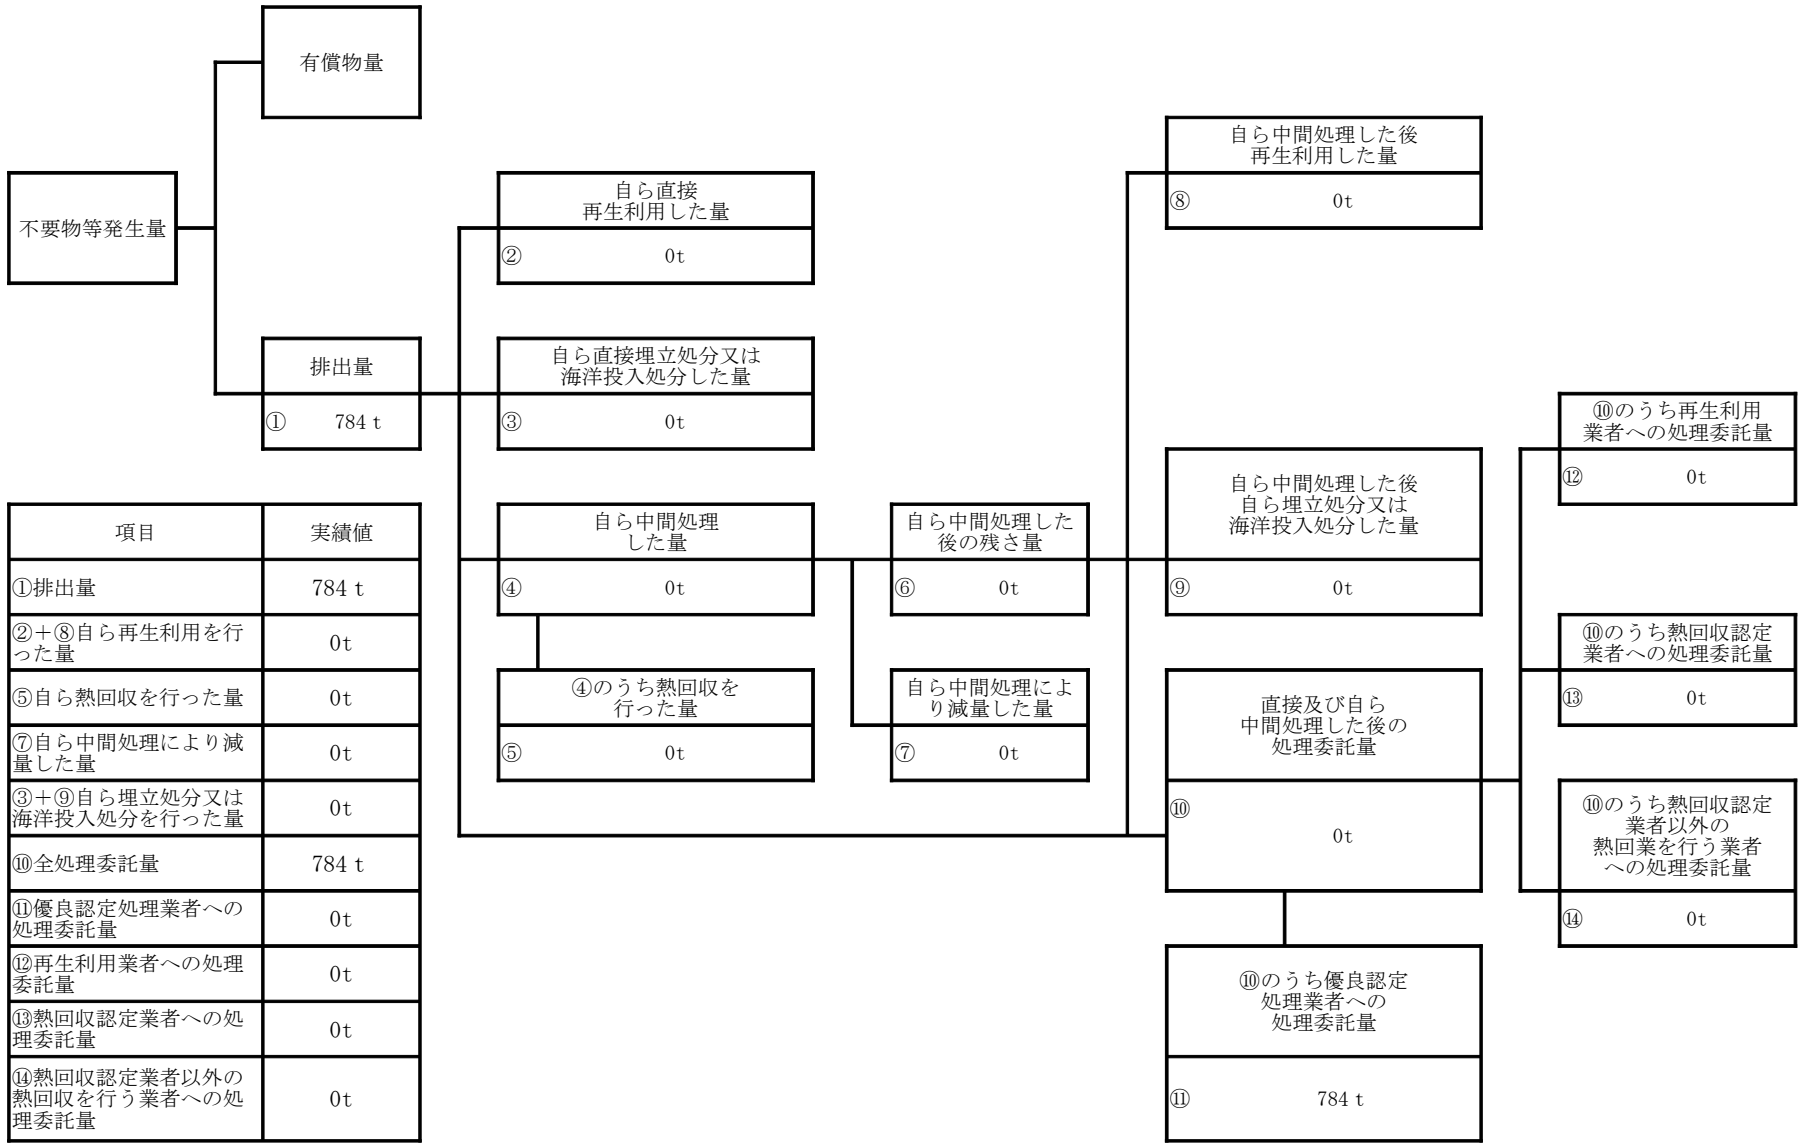 有償物量
不要物等発生量
排出量
① 784 t
自ら直接
再生利用した量
② 0t
自ら直接埋立処分又は
海洋投入処分した量
③ 0t
自ら中間処理
した量
④ 0t
④のうち熱回収を
行った量
⑤ 0t
自ら中間処理した
後の残さ量
⑥ 0t
自ら中間処理によ
り減量した量
⑦ 0t
自ら中間処理した後
再生利用した量
⑧ 0t
自ら中間処理した後
自ら埋立処分又は
海洋投入処分した量
⑨ 0t
直接及び自ら
中間処理した後の
処理委託量
⑩ 0t
⑩のうち優良認定
処理業者への
処理委託量
⑪ 784 t
⑩のうち再生利用
業者への処理委託量
⑫ 0t
⑩のうち熱回収認定
業者への処理委託量
⑬ 0t
⑩のうち熱回収認定
業者以外の
熱回業を行う業者
への処理委託量
⑭ 0t
項目 実績値
①排出量 784 t
②＋⑧自ら再生利用を行
った量 0t
⑤自ら熱回収を行った量 0t
⑦自ら中間処理により減
量した量 0t
③＋⑨自ら埋立処分又は
海洋投入処分を行った量 0t
⑩全処理委託量 784 t
⑪優良認定処理業者への
処理委託量 0t
⑫再生利用業者への処理
委託量 0t
⑬熱回収認定業者への処
理委託量 0t
⑭熱回収認定業者以外の
熱回収を行う業者への処
理委託量 0t